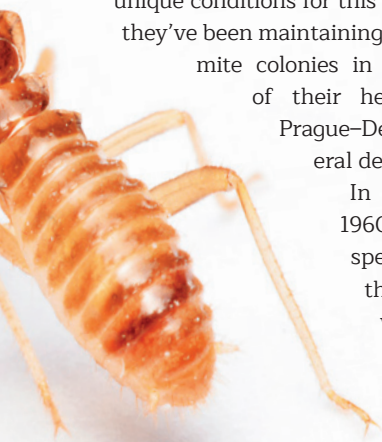 unique conditions for this
they've been maintaining
mite colonies in
of their he
Prague–De
eral de
In
1960
spe
th